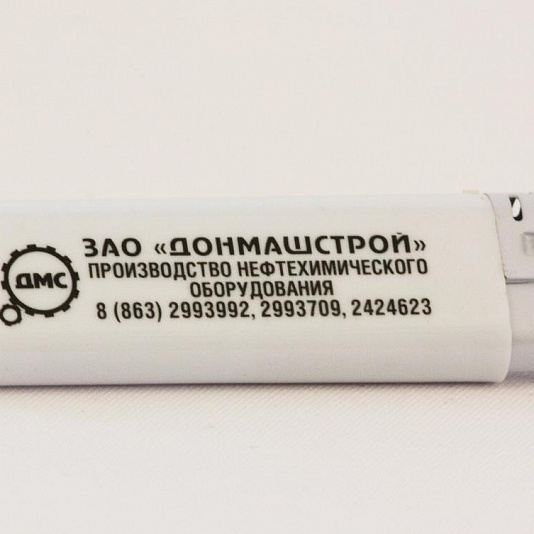 ДМС
ЗАО «ДОНМАШСТРОЙ»
ПРОИЗВОДСТВО НЕФТЕХИМИЧЕСКОГО
ОБОРУДОВАНИЯ
8 (863) 2993992, 2993709, 2424623